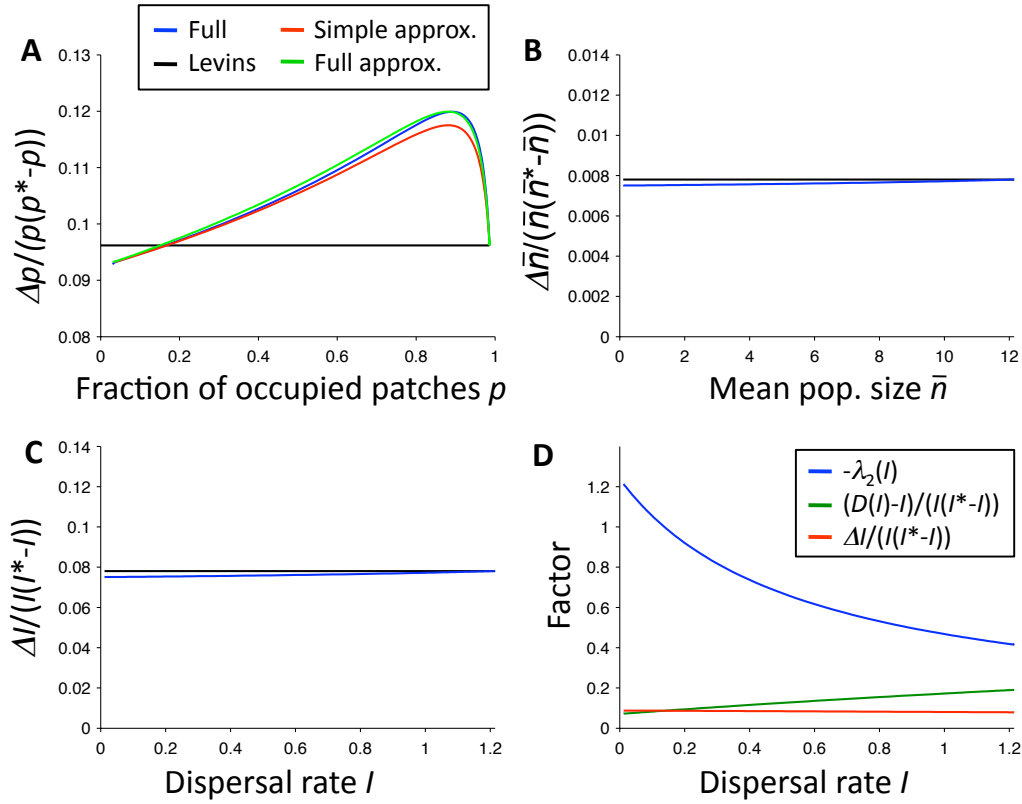 A
Full
Simple approx.
Levins
Full approx.
Δp/(p(p*-p))
0.13
0.12
0.11
0.1
0.09
0.08
0
0.2
0.4
0.6
0.8
1
Fraction of occupied patches p
B
Δn̅/(n̅(n̅*-n̅))
0.014
0.012
0.01
0.008
0.006
0.004
0.002
0
0
2
4
6
8
10
12
Mean pop. size n̅
C
ΔI/(I(I*-I))
0.14
0.12
0.1
0.08
0.06
0.04
0.02
0
0
0.2
0.4
0.6
0.8
1
1.2
Dispersal rate I
D
-λ₂(I)
(D(I)-I)/(I(I*-I))
ΔI/(I(I*-I))
Factor
1.2
1
0.8
0.6
0.4
0.2
0
0
0.2
0.4
0.6
0.8
1
1.2
Dispersal rate I